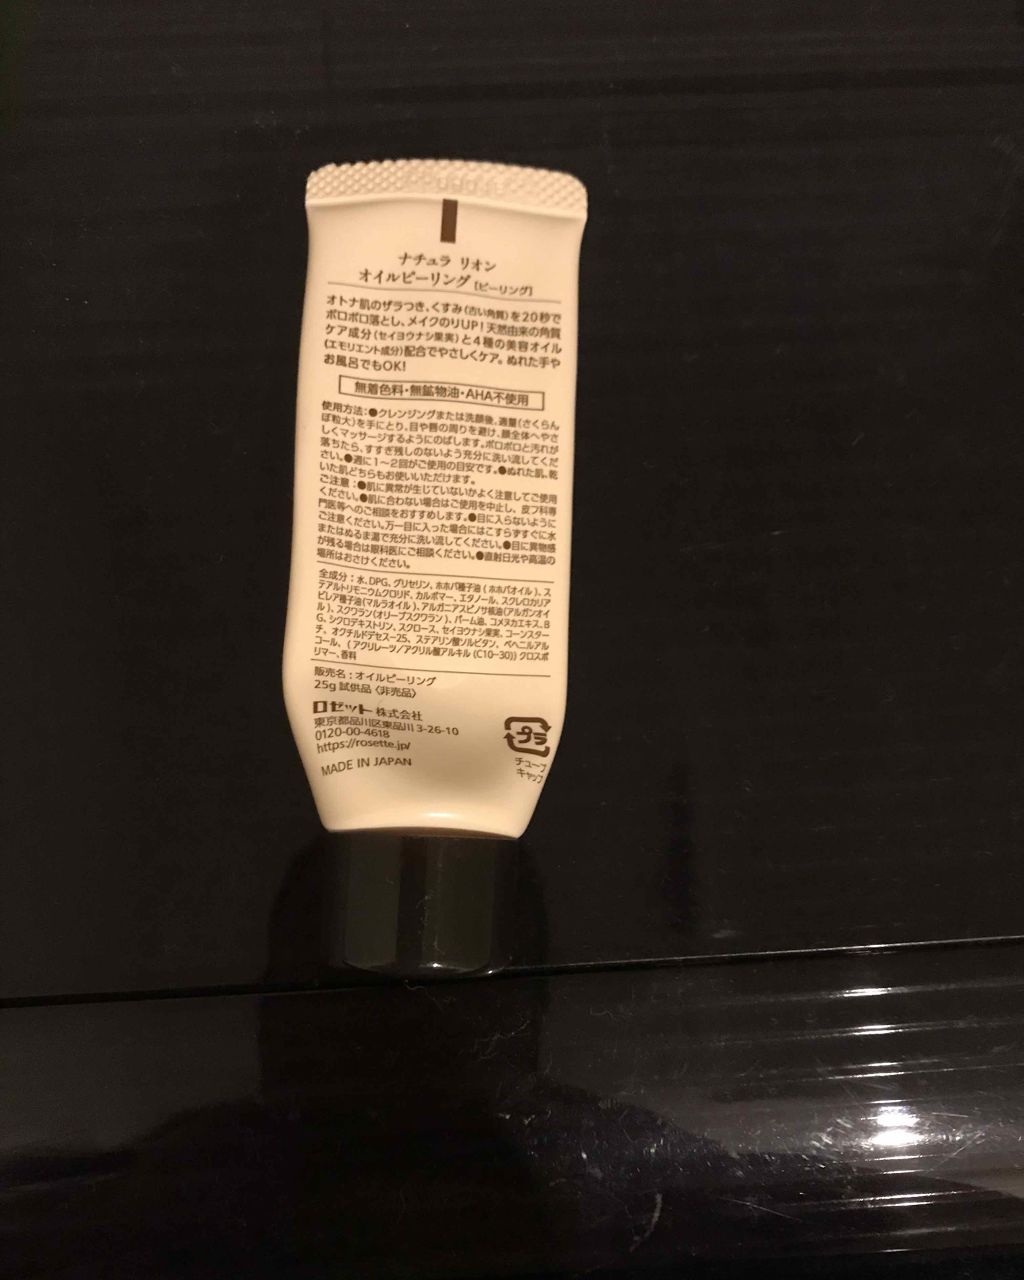 ナチュラ リオン
オイルピーリング [ピーリング]
オトナ肌のザラつき、くすみ(古い角質)を20秒で
ポロポロ落とし、メイクのりUP!天然由来の角質
ケア成分(セイヨウナシ果実)と4種の美容オイル
(エモリエント成分)配合でやさしくケア。ぬれた手や
お風呂でもOK!
無着色料・無鉱物油・AHA不使用
使用方法:●クレンジングまたは洗顔後、適量(さくらん
ぼ粒大)を手にとり、目や唇の周りを避け、顔全体へやさ
しくマッサージするようにのばします。ポロポロと汚れが
落ちたら、すすぎ残しのないよう充分に洗い流してくだ
さい。●週に1〜2回がご使用の目安です。●ぬれた肌、乾
いた肌どちらもお使いいただけます。
ご注意:●肌に異常が生じていないかよく注意してご使用
ください。●肌に合わない場合はご使用を中止し、皮フ科専
門医等へのご相談をおすすめします。●目に入らないように
ご注意ください。万一目に入った場合にはこすらずすぐに水
またはぬるま湯で充分に洗い流してください。●目に異物感
が残る場合は眼科医にご相談ください。●直射日光や高温の
場所はおさけください。
全成分:水、DPG、グリセリン、ホホバ種子油(ホホバオイル)、ス
テアルトリモニウムクロリド、カルボマー、エタノール、スクレロカリア
ビレア種子油(マルラオイル)、アルガニアスピノサ核油(アルガンオイ
ル)、スクワラン(オリーブスクワラン)、パーム油、コメヌカエキス、B
G、シクロデキストリン、スクロース、セイヨウナシ果実、コーンスター
チ、オクチルドデセス-25、ステアリン酸ソルビタン、ベヘニルアル
コール、(アクリレーツ/アクリル酸アルキル(C10-30))クロスポ
リマー、香料
販売名:オイルピーリング
25g 試供品〈非売品〉
ロゼット 株式会社
東京都品川区東品川3-26-10
0120-00-4618
https://rosette.jp/
MADE IN JAPAN
プラ
チューブ
キャップ